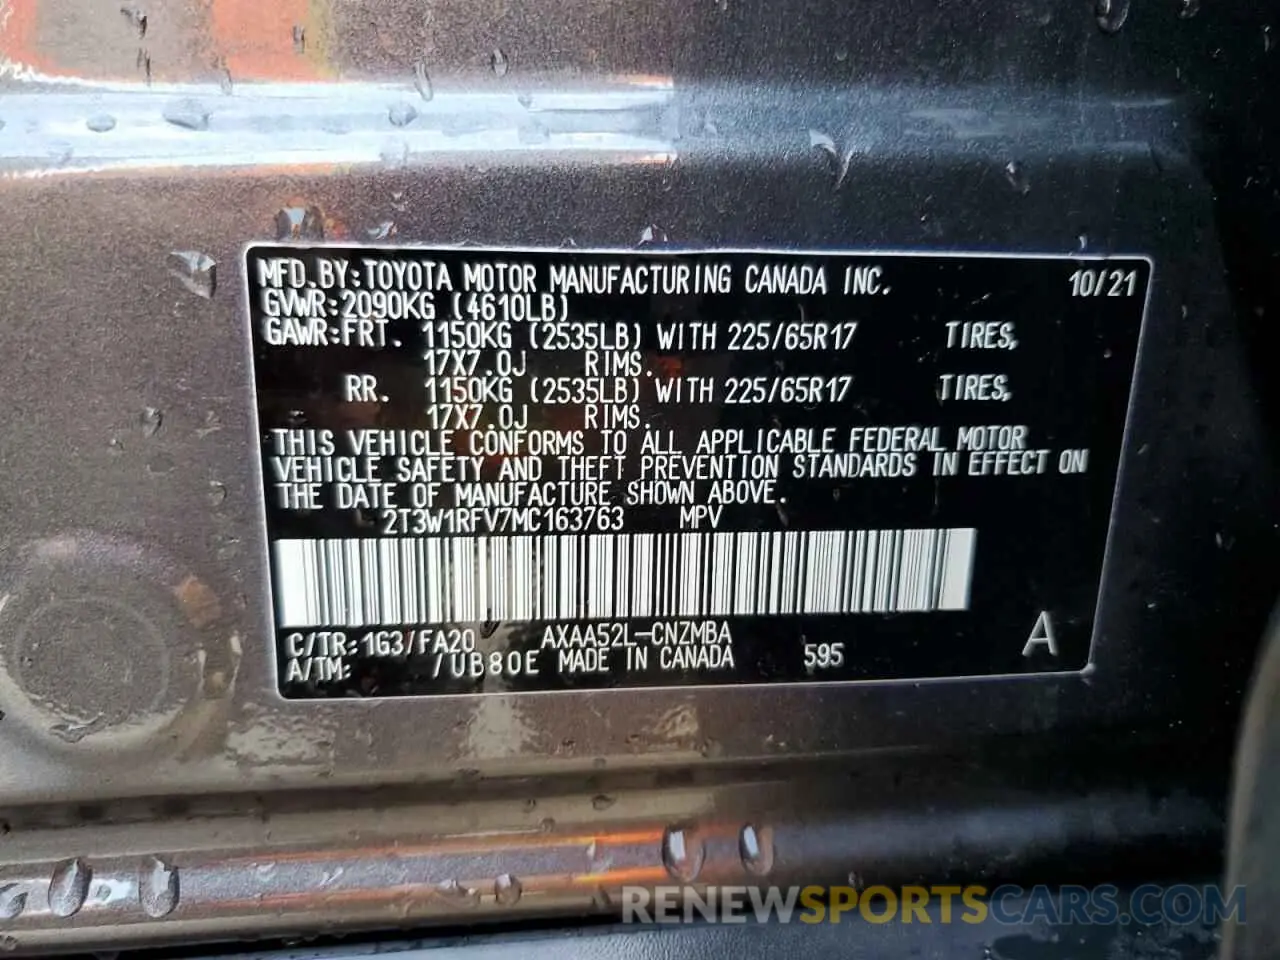 MFD.BY:TOYOTA MOTOR MANUFACTURING CANADA INC. 10/21
GVWR:2090KG (4610LB)
GAWR:FRT. 1150KG (2535LB) WITH 225/65R17 TIRES,
17X7.0J RIMS.
RR. 1150KG (2535LB) WITH 225/65R17 TIRES,
17X7.0J RIMS.
THIS VEHICLE CONFORMS TO ALL APPLICABLE FEDERAL MOTOR
VEHICLE SAFETY AND THEFT PREVENTION STANDARDS IN EFFECT ON
THE DATE OF MANUFACTURE SHOWN ABOVE.
2T3W1RFV7MC163763 MPV
C/TR:1G3/FA20 AXAA52L-CNZMBA
A/TM: /UB80E MADE IN CANADA 595 A
RENEWSPORTSCARS.COM